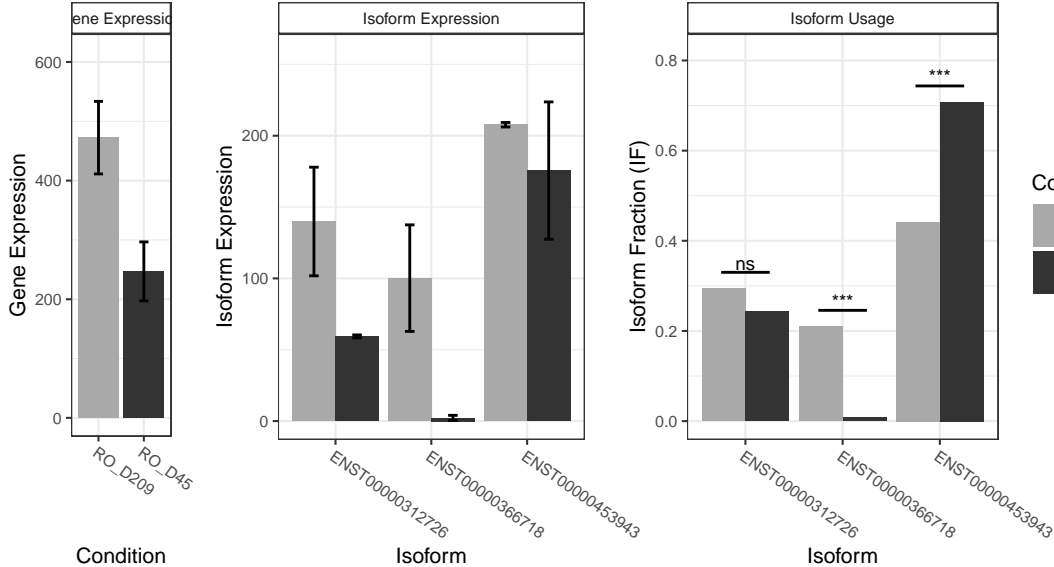 ene Expressio
Isoform Expression
Isoform Usage
Gene Expression
600
400
200
0
RO_D209
RO_D45
Condition
Isoform Expression
200
100
0
ENST00000312726
ENST00000366718
ENST00000453943
Isoform
Isoform Fraction (IF)
0.8
0.6
0.4
0.2
0.0
ns
***
***
ENST00000312726
ENST00000366718
ENST00000453943
Isoform
Co